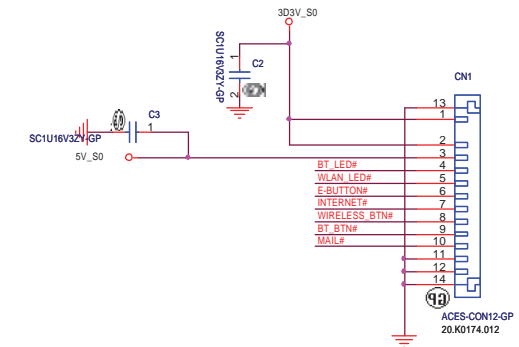 3D3V_S0
SC1U16V3ZY-GP
1
C2
2
CN1
C3
1
SC1U16V3ZY-GP
5V_S0
13
1
2
3
BT_LED#
4
WLAN_LED#
5
E-BUTTON#
6
INTERNET#
7
WIRELESS_BTN#
8
BT_BTN#
9
MAIL#
10
11
12
14
GP
ACES-CON12-GP
20.K0174.012